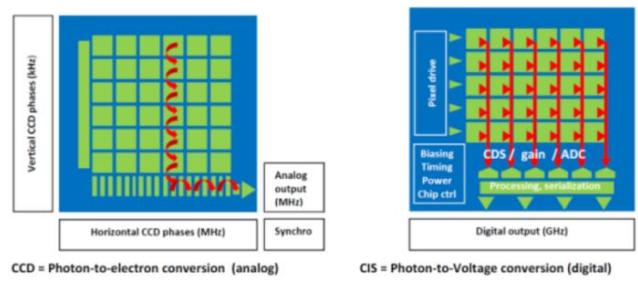 Vertical CCD phases (kHz)
Analog
output
(MHz)
Horizontal CCD phases (MHz)
Synchro
CCD = Photon-to-electron conversion (analog)
Pixel drive
Biasing
Timing
Power
Chip ctrl
CDS / gain / ADC
Processing, serialization
Digital output (GHz)
CIS = Photon-to-Voltage conversion (digital)